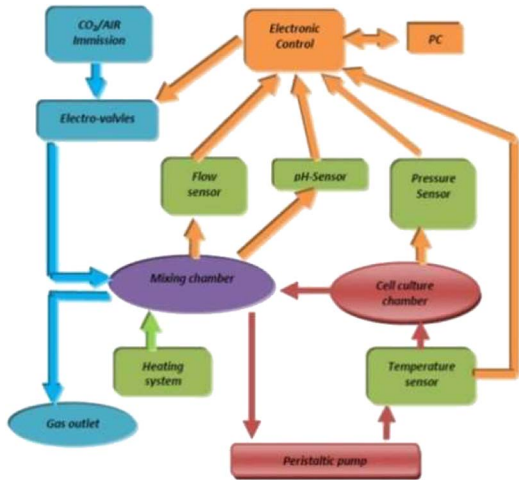 CO₂/AIR
Immission
Electronic
Control
PC
Electro-valvies
Flow
sensor
pH-Sensor
Pressure
Sensor
Mixing chamber
Cell culture
chamber
Heating
system
Temperature
sensor
Gas outlet
Peristaltic pump